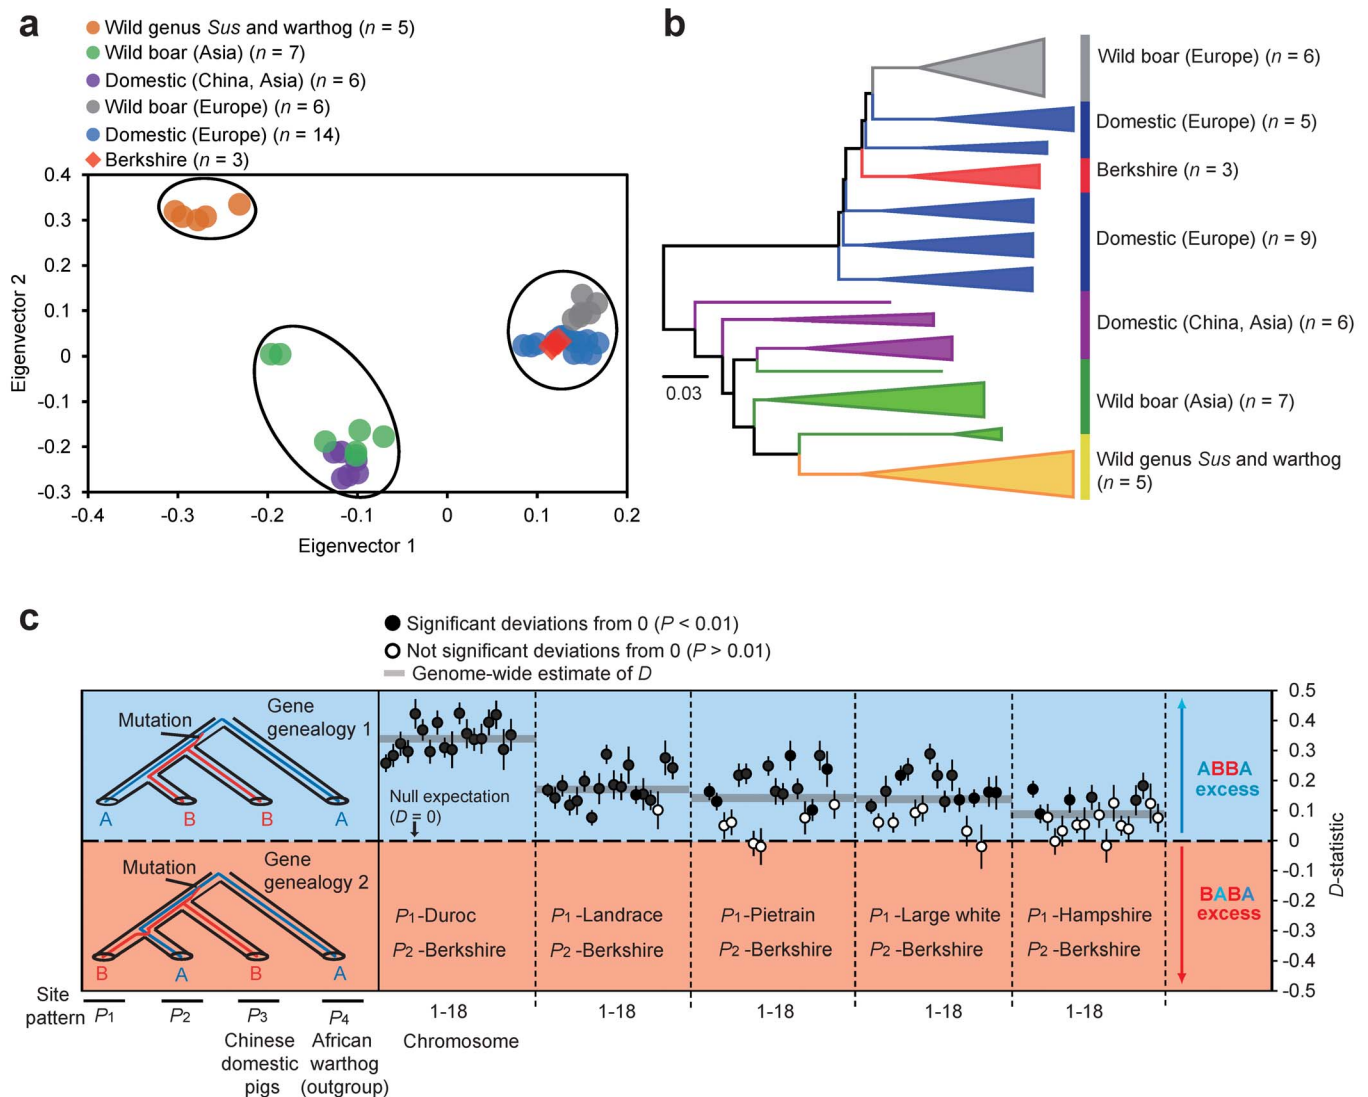 a
Wild genus Sus and warthog (n = 5)
Wild boar (Asia) (n = 7)
Domestic (China, Asia) (n = 6)
Wild boar (Europe) (n = 6)
Domestic (Europe) (n = 14)
Berkshire (n = 3)
0.4
0.3
0.2
0.1
0
-0.1
-0.2
-0.3
Eigenvector 2
-0.4
-0.3
-0.2
-0.1
0
0.1
0.2
Eigenvector 1
b
Wild boar (Europe) (n = 6)
Domestic (Europe) (n = 5)
Berkshire (n = 3)
Domestic (Europe) (n = 9)
Domestic (China, Asia) (n = 6)
Wild boar (Asia) (n = 7)
Wild genus Sus and warthog
(n = 5)
0.03
c
Significant deviations from 0 (P < 0.01)
Not significant deviations from 0 (P > 0.01)
Genome-wide estimate of D
Mutation
Gene
genealogy 1
A
B
B
A
Mutation
Gene
genealogy 2
B
A
B
A
Null expectation
(D = 0)
P1 -Duroc
P2 -Berkshire
P1 -Landrace
P2 -Berkshire
P1 -Pietrain
P2 -Berkshire
P1 -Large white
P2 -Berkshire
P1 -Hampshire
P2 -Berkshire
ABBA
excess
BABA
excess
0.5
0.4
0.3
0.2
0.1
0
-0.1
-0.2
-0.3
-0.4
-0.5
D-statistic
Site
pattern
P1
P2
P3
Chinese
domestic
pigs
P4
African
warthog
(outgroup)
1-18
1-18
1-18
1-18
1-18
Chromosome